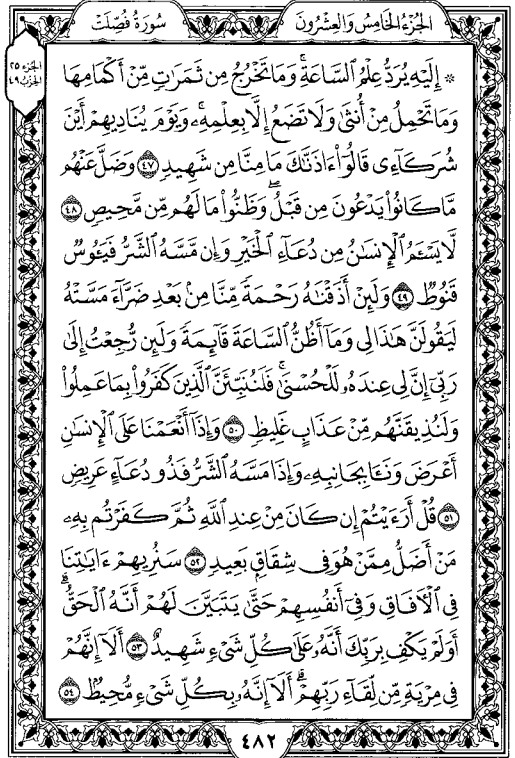 سُورَةُ فُصِّلَتْ
الجُزْءُ الخَامِسُ وَالعِشْرُونَ
الجزء ٢٥
الحزب ٤٩
۞ إِلَيْهِ يُرَدُّ عِلْمُ ٱلسَّاعَةِۚ وَمَا تَخْرُجُ مِن ثَمَرَٰتٖ مِّنْ أَكْمَامِهَا
وَمَا تَحْمِلُ مِنْ أُنثَىٰ وَلَا تَضَعُ إِلَّا بِعِلْمِهِۦۚ وَيَوْمَ يُنَادِيهِمْ أَيْنَ
شُرَكَآءِى قَالُوٓاْ ءَاذَنَّٰكَ مَا مِنَّا مِن شَهِيدٖ ٤٧ وَضَلَّ عَنْهُم
مَّا كَانُواْ يَدْعُونَ مِن قَبْلُۖ وَظَنُّواْ مَا لَهُم مِّن مَّحِيصٖ ٤٨
لَّا يَسْـَٔمُ ٱلْإِنسَٰنُ مِن دُعَآءِ ٱلْخَيْرِ وَإِن مَّسَّهُ ٱلشَّرُّ فَيَـُٔوسٞ
قَنُوطٞ ٤٩ وَلَئِنْ أَذَقْنَٰهُ رَحْمَةٗ مِّنَّا مِنۢ بَعْدِ ضَرَّآءَ مَسَّتْهُ
لَيَقُولَنَّ هَٰذَا لِى وَمَآ أَظُنُّ ٱلسَّاعَةَ قَآئِمَةٗ وَلَئِن رُّجِعْتُ إِلَىٰ
رَبِّىٓ إِنَّ لِى عِندَهُۥ لَلْحُسْنَىٰۚ فَلَنُنَبِّئَنَّ ٱلَّذِينَ كَفَرُواْ بِمَا عَمِلُواْ
وَلَنُذِيقَنَّهُم مِّنْ عَذَابٍ غَلِيظٖ ٥٠ وَإِذَآ أَنْعَمْنَا عَلَى ٱلْإِنسَٰنِ
أَعْرَضَ وَنَـَٔا بِجَانِبِهِۦ وَإِذَا مَسَّهُ ٱلشَّرُّ فَذُو دُعَآءٍ عَرِيضٖ
٥١ قُلْ أَرَءَيْتُمْ إِن كَانَ مِنْ عِندِ ٱللَّهِ ثُمَّ كَفَرْتُم بِهِۦ
مَنْ أَضَلُّ مِمَّنْ هُوَ فِى شِقَاقِۭ بَعِيدٖ ٥٢ سَنُرِيهِمْ ءَايَٰتِنَا
فِى ٱلْءَافَاقِ وَفِىٓ أَنفُسِهِمْ حَتَّىٰ يَتَبَيَّنَ لَهُمْ أَنَّهُ ٱلْحَقُّۗ
أَوَلَمْ يَكْفِ بِرَبِّكَ أَنَّهُۥ عَلَىٰ كُلِّ شَىْءٖ شَهِيدٌ ٥٣ أَلَآ إِنَّهُمْ
فِى مِرْيَةٖ مِّن لِّقَآءِ رَبِّهِمْۗ أَلَآ إِنَّهُۥ بِكُلِّ شَىْءٖ مُّحِيطُۢ ٥٤
٤٨٢